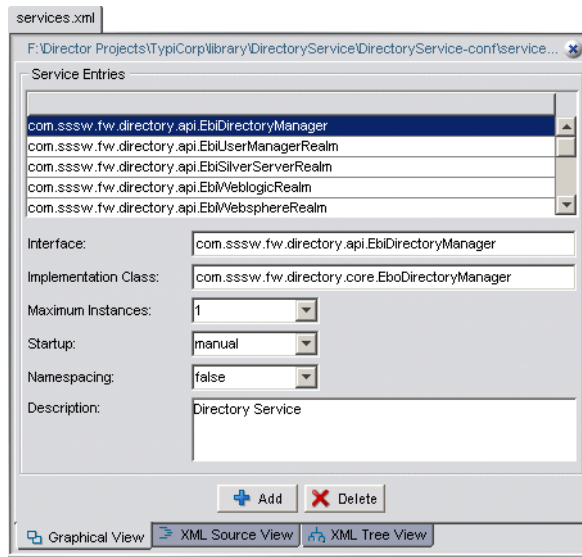 services.xml
F:\Director Projects\TypiCorp\library\DirectoryService\DirectoryService-conf\service...
Service Entries
com.sssw.fw.directory.api.EbiDirectoryManager
com.sssw.fw.directory.api.EbiUserManagerRealm
com.sssw.fw.directory.api.EbiSilverServerRealm
com.sssw.fw.directory.api.EbiWeblogicRealm
com.sssw.fw.directory.api.EbiWebsphereRealm
Interface: com.sssw.fw.directory.api.EbiDirectoryManager
Implementation Class: com.sssw.fw.directory.core.EboDirectoryManager
Maximum Instances: 1
Startup: manual
Namespacing: false
Description: Directory Service
Add Delete
Graphical View XML Source View XML Tree View